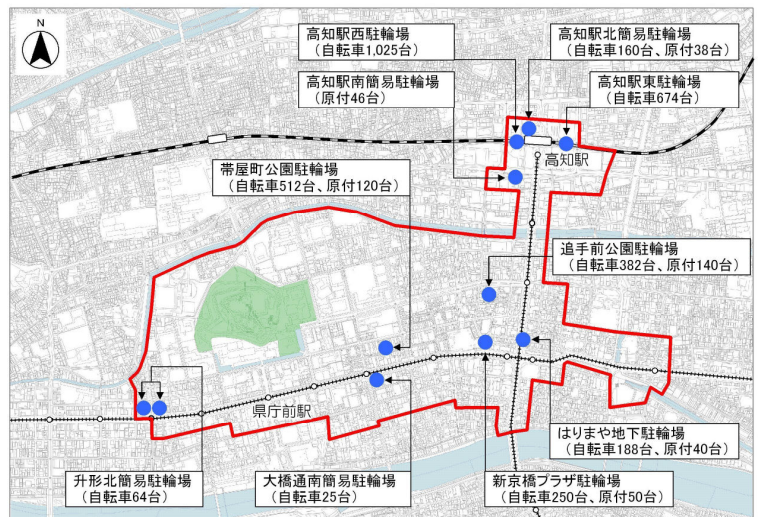 N
高知駅西駐輪場
(自転車1,025台)
高知駅北簡易駐輪場
(自転車160台、原付38台)
高知駅南簡易駐輪場
(原付46台)
高知駅東駐輪場
(自転車674台)
高知駅
帯屋町公園駐輪場
(自転車512台、原付120台)
追手前公園駐輪場
(自転車382台、原付140台)
県庁前駅
はりまや地下駐輪場
(自転車188台、原付40台)
升形北簡易駐輪場
(自転車64台)
大橋通南簡易駐輪場
(自転車25台)
新京橋プラザ駐輪場
(自転車250台、原付50台)